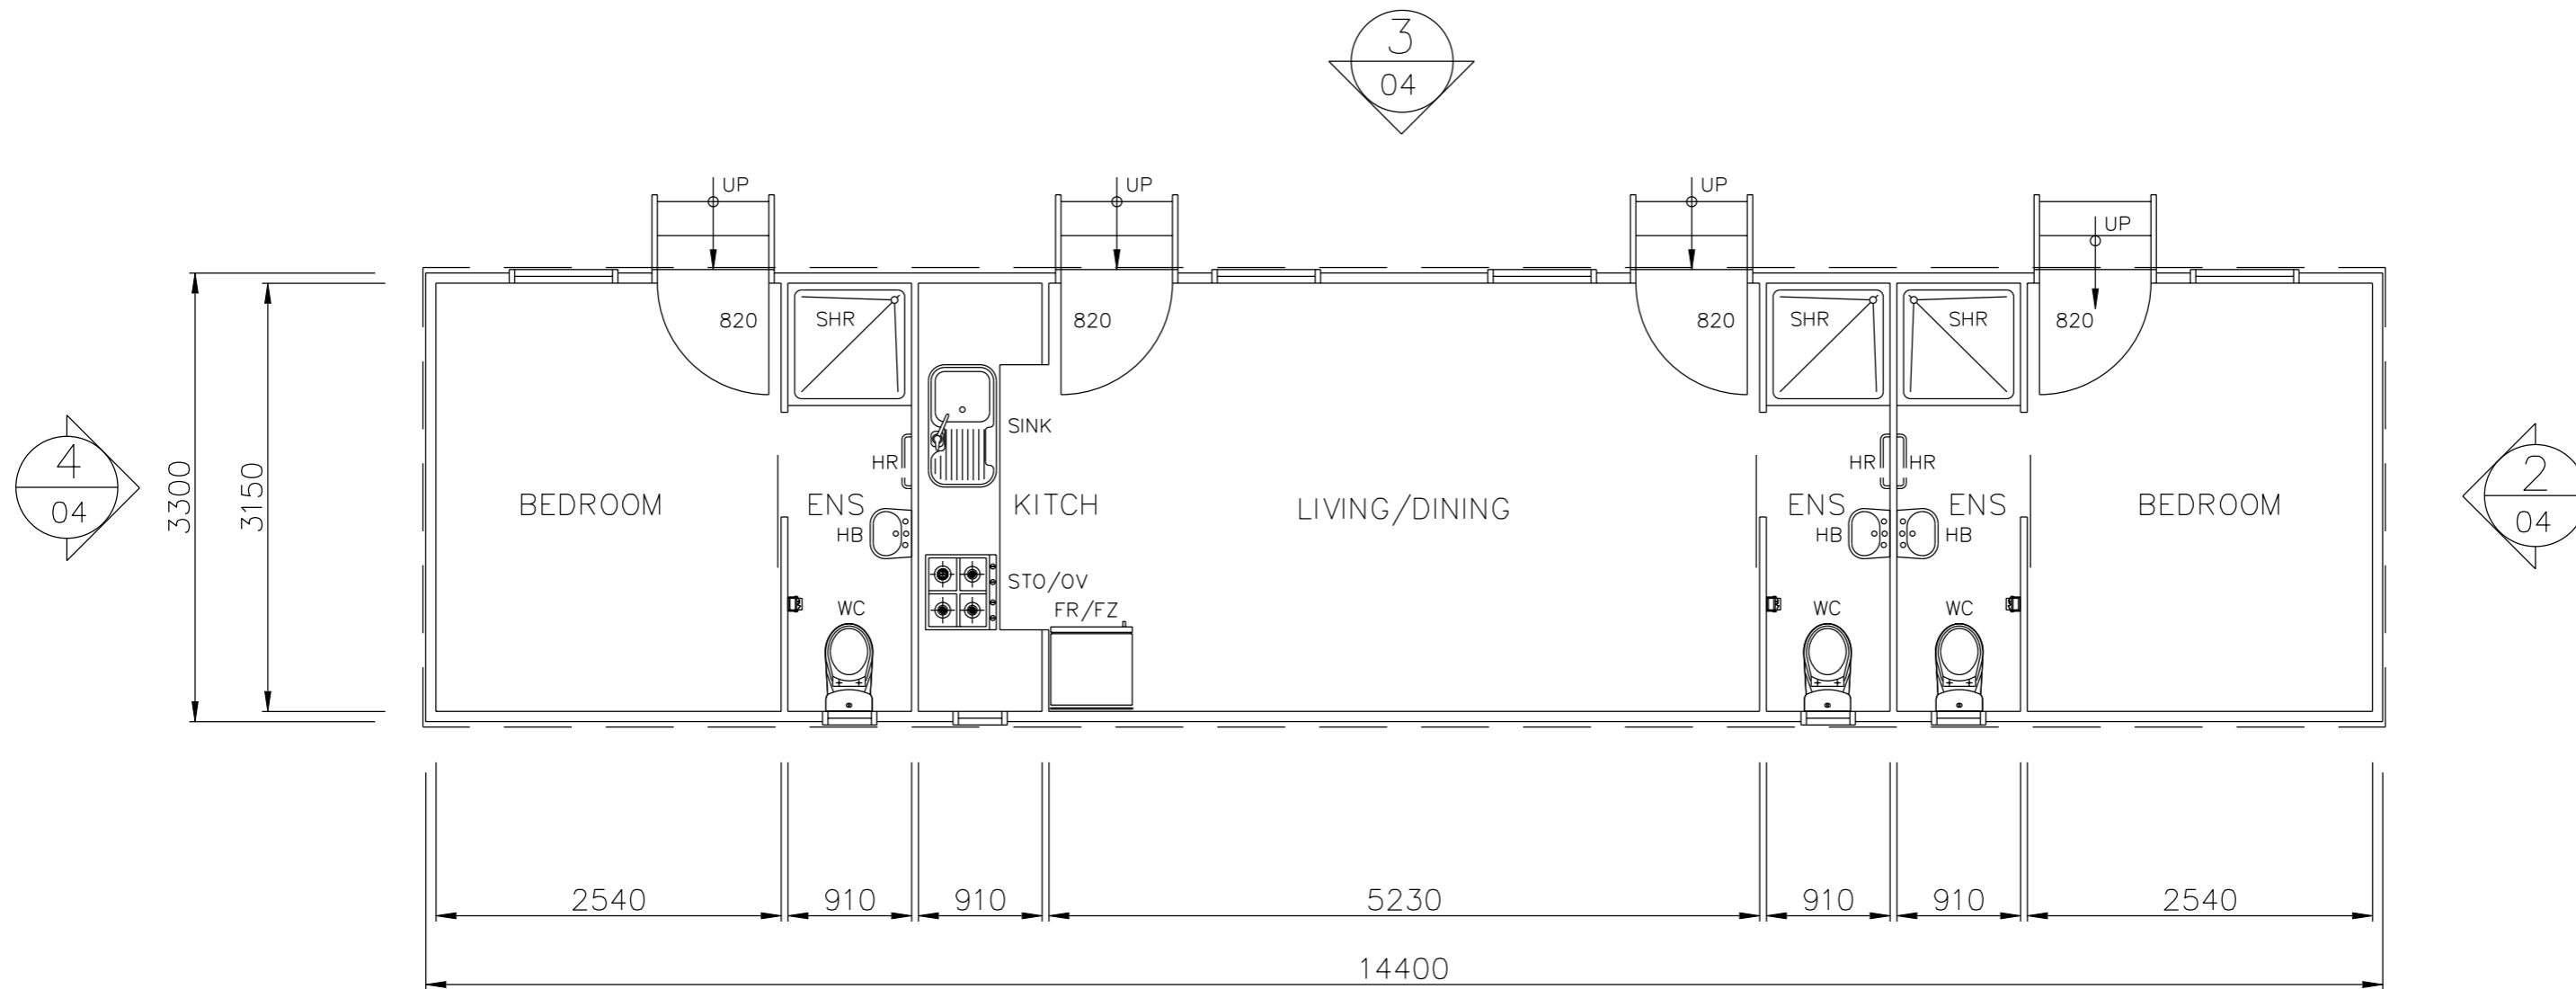 3
04
UP
UP
UP
UP
820
SHR
820
820
SHR
SHR
820
SINK
HR
HR
HR
4
04
3300
3150
BEDROOM
ENS
KITCH
LIVING/DINING
ENS
ENS
BEDROOM
2
04
HB
HB
HB
STO/OV
WC
FR/FZ
WC
WC
2540
910
910
5230
910
910
2540
14400